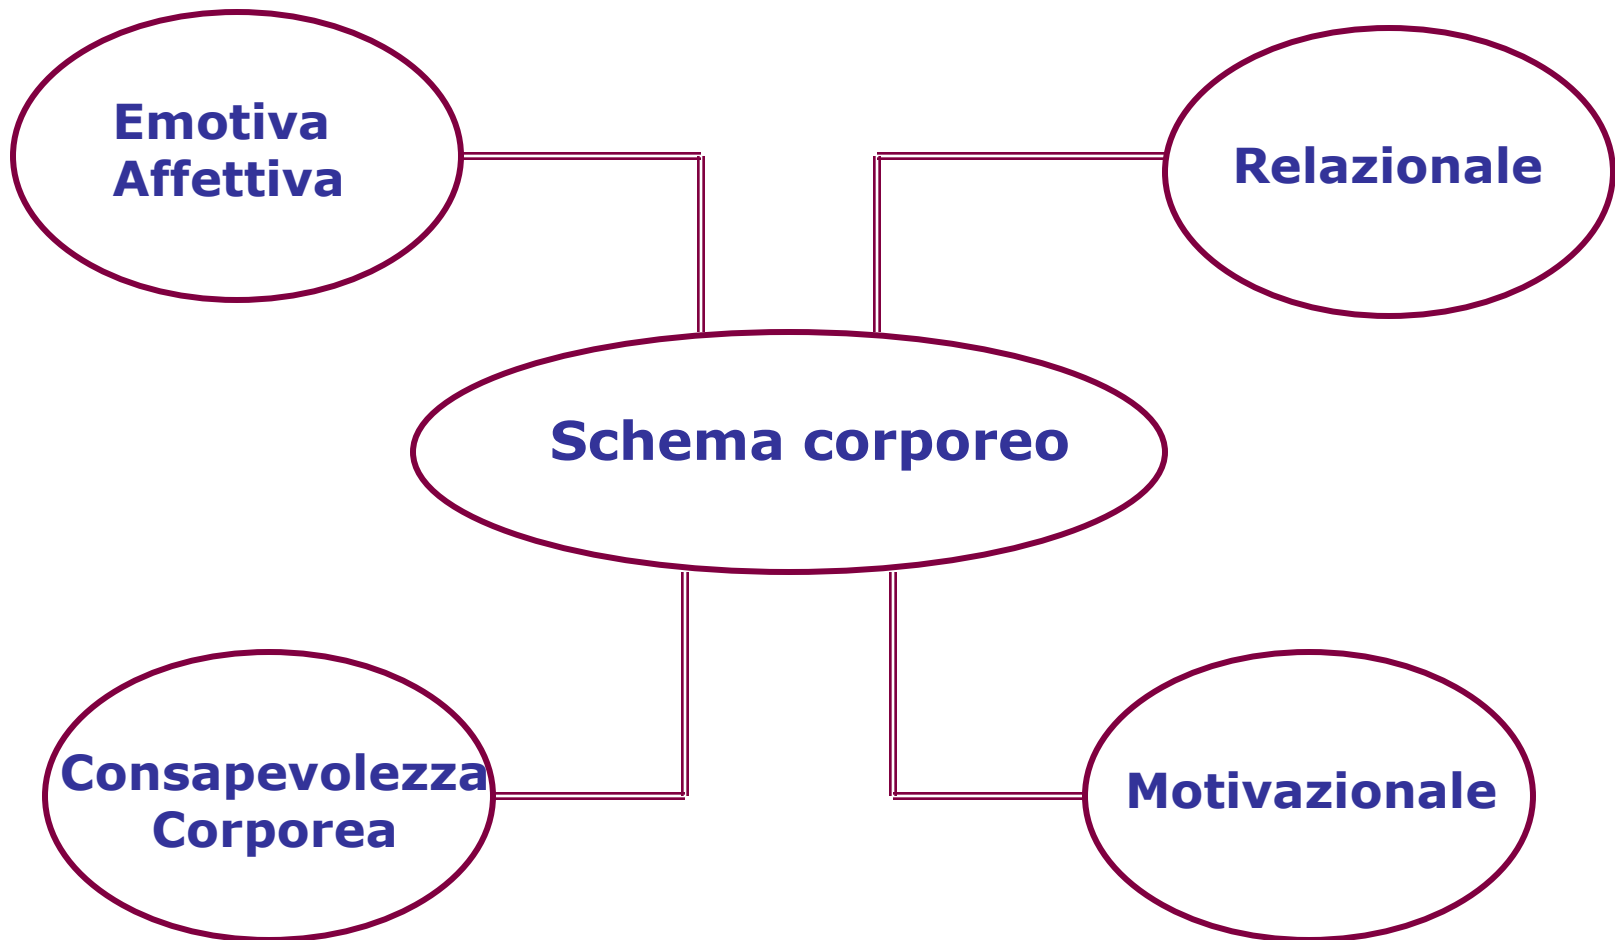 Emotiva
Affettiva
Relazionale
Schema corporeo
Consapevolezza
Corporea
Motivazionale